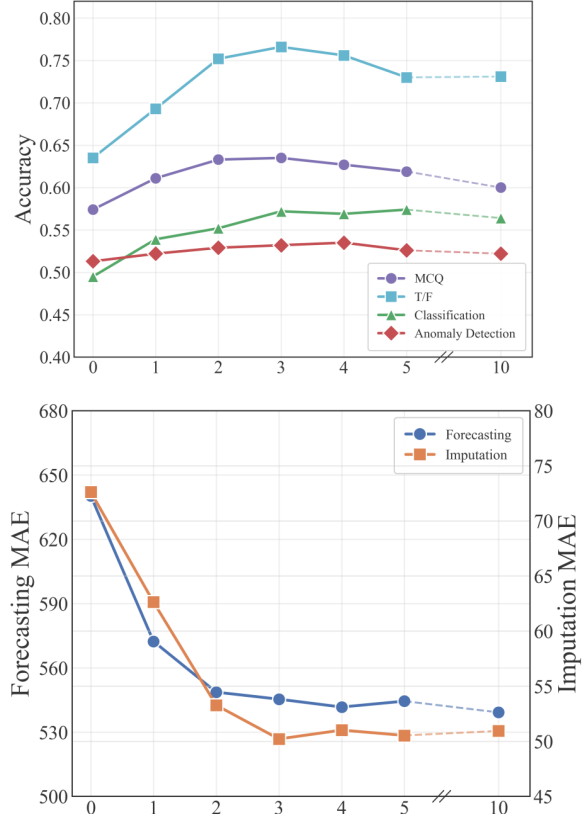 0.80
0.75
0.70
0.65
0.60
0.55
0.50
0.45
0.40
Accuracy
MCQ
T/F
Classification
Anomaly Detection
0 1 2 3 4 5 // 10
680
650
620
590
560
530
500
Forecasting MAE
Forecasting
Imputation
80
75
70
65
60
55
50
45
Imputation MAE
0 1 2 3 4 5 // 10